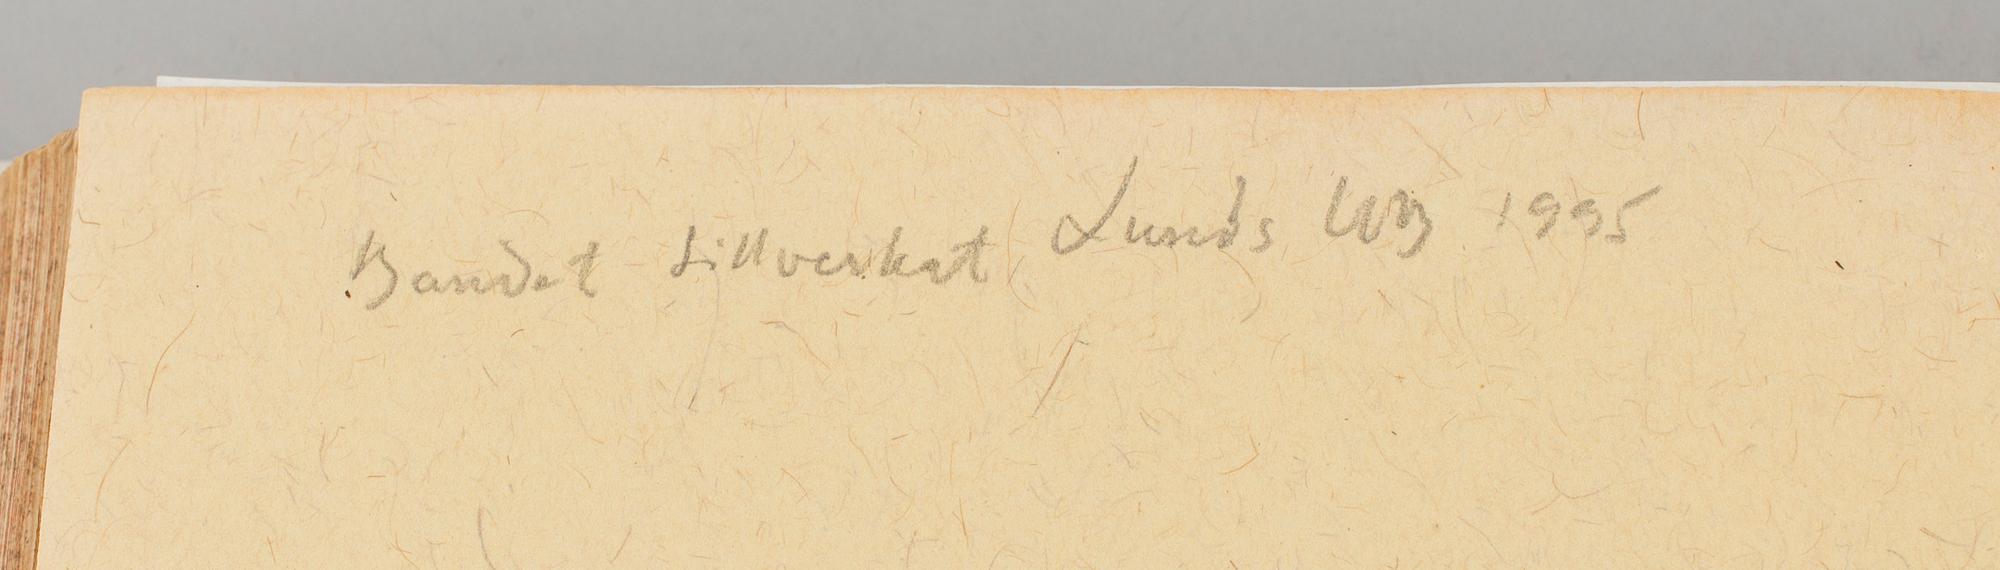 Bandet tillverkat Lunds UB 1995